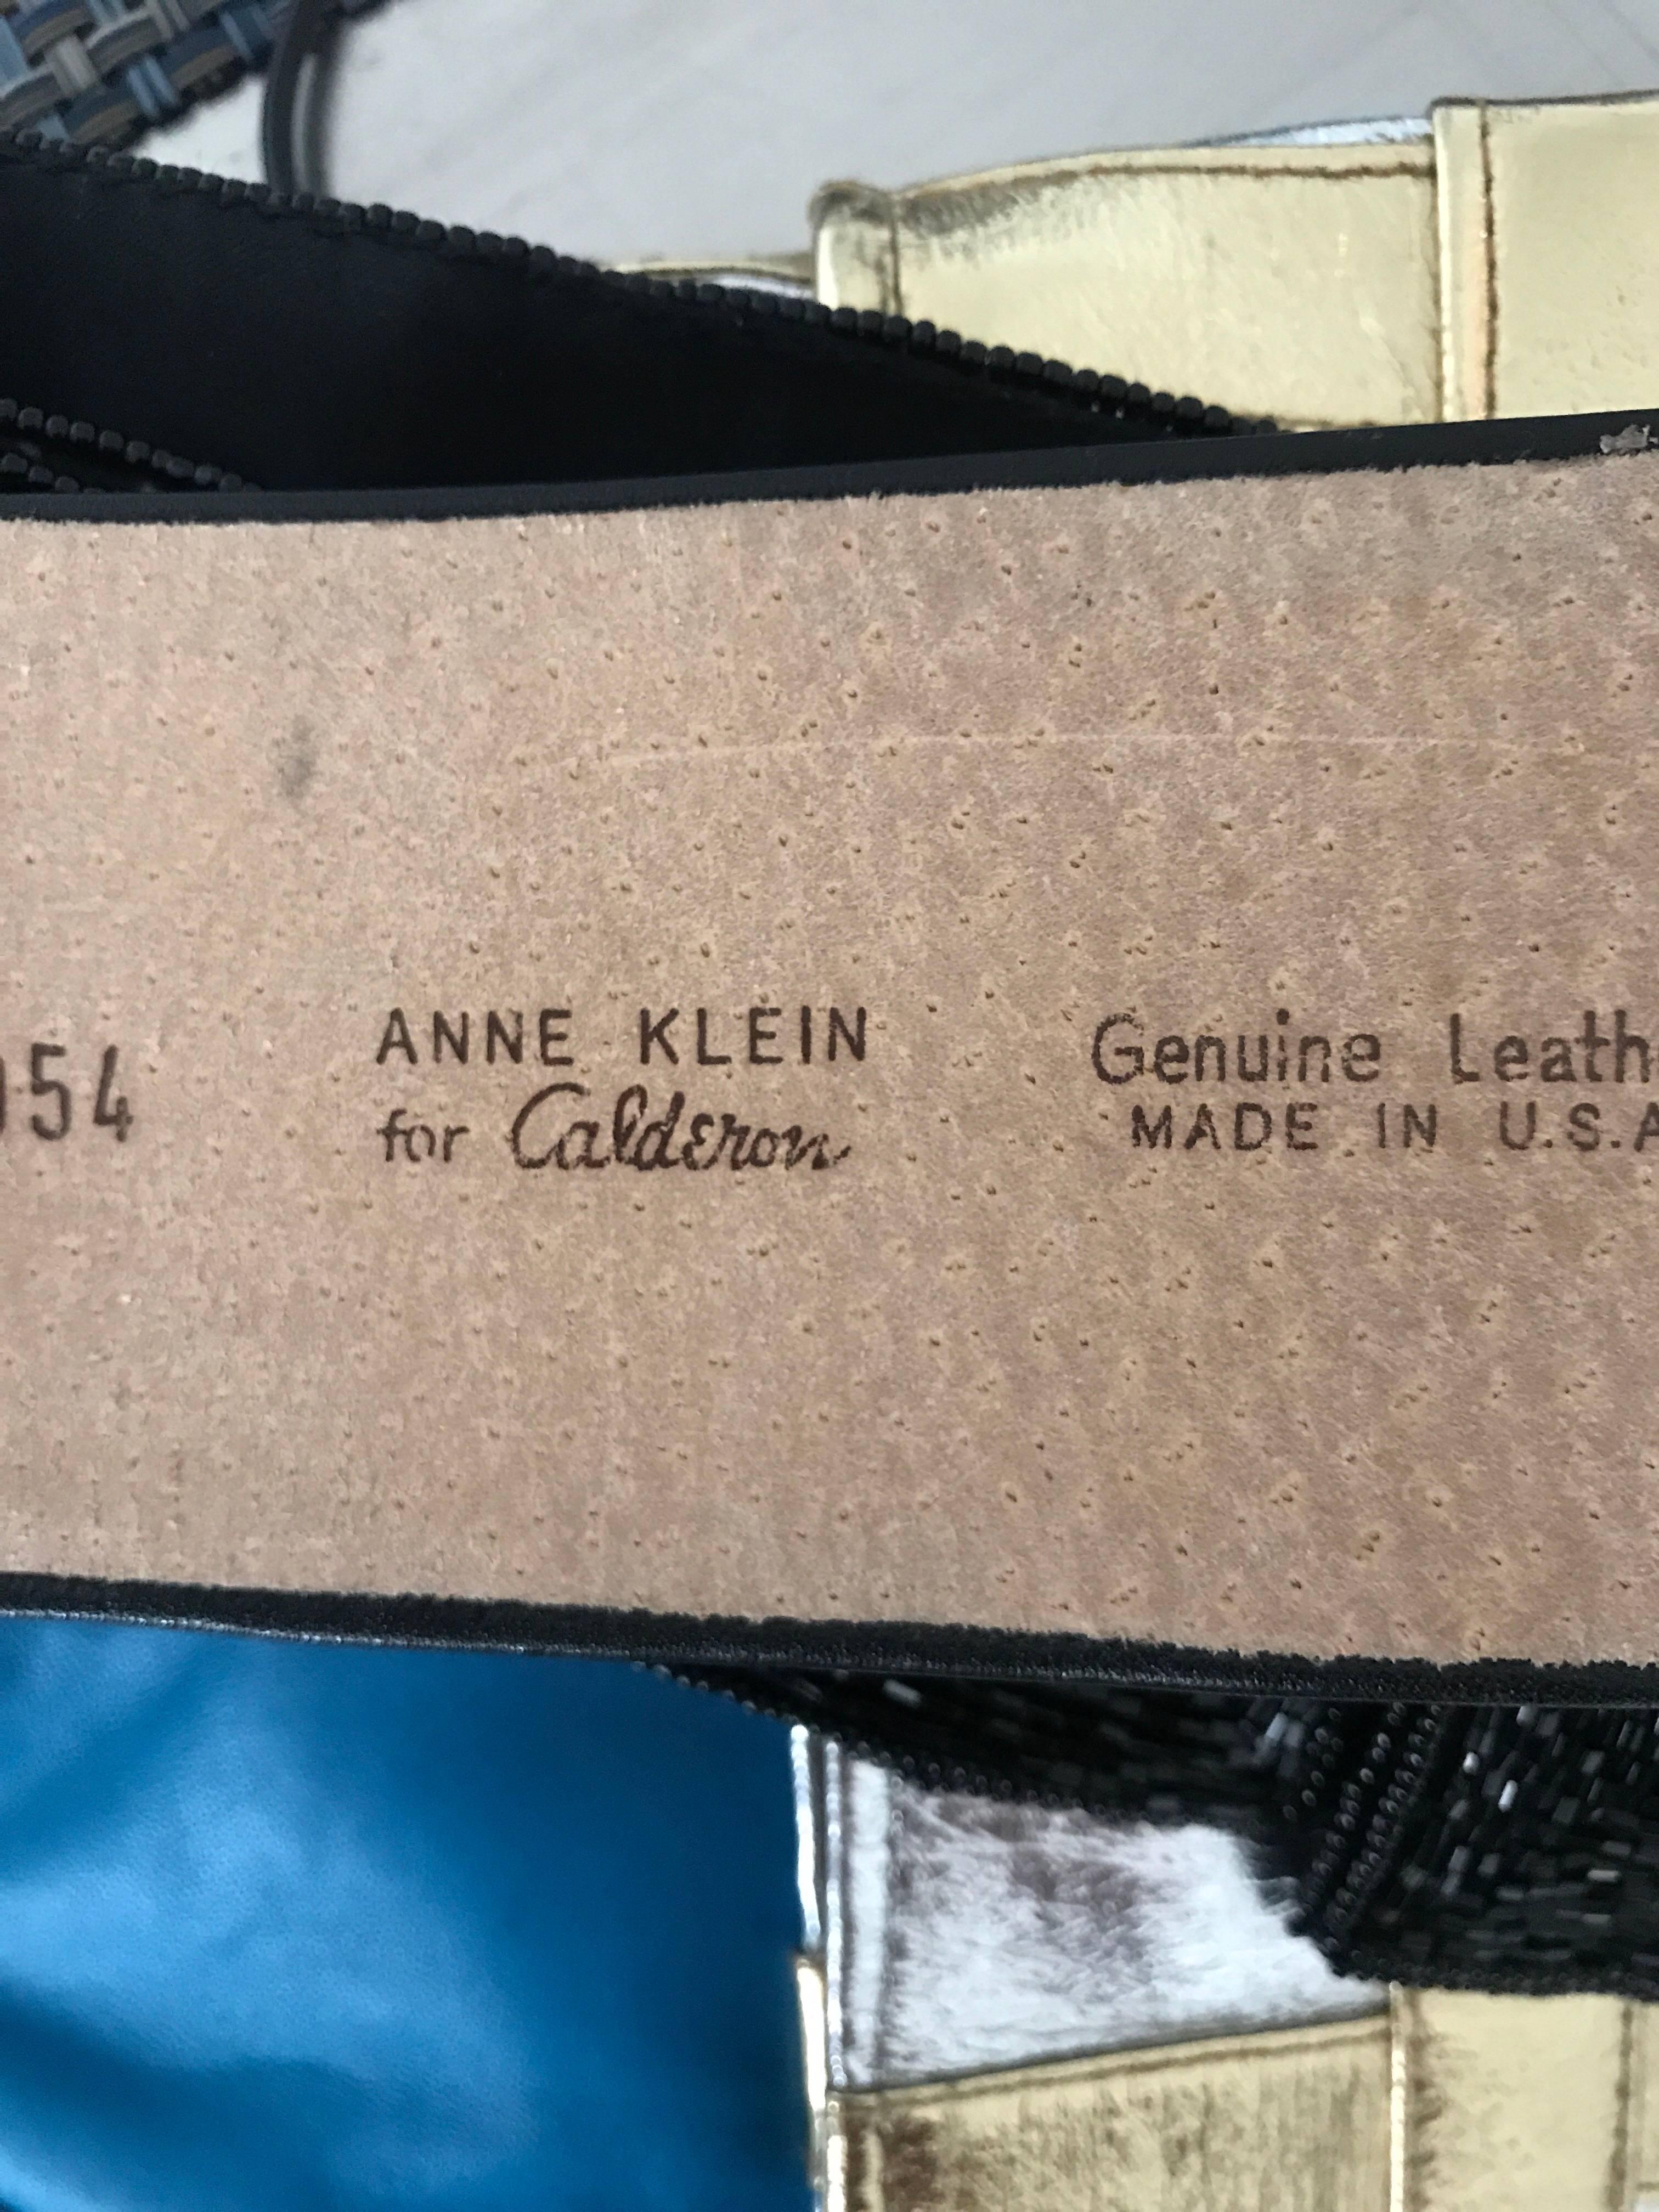 54
ANNE KLEIN
for Calderon
Genuine Leath
MADE IN U.S.A